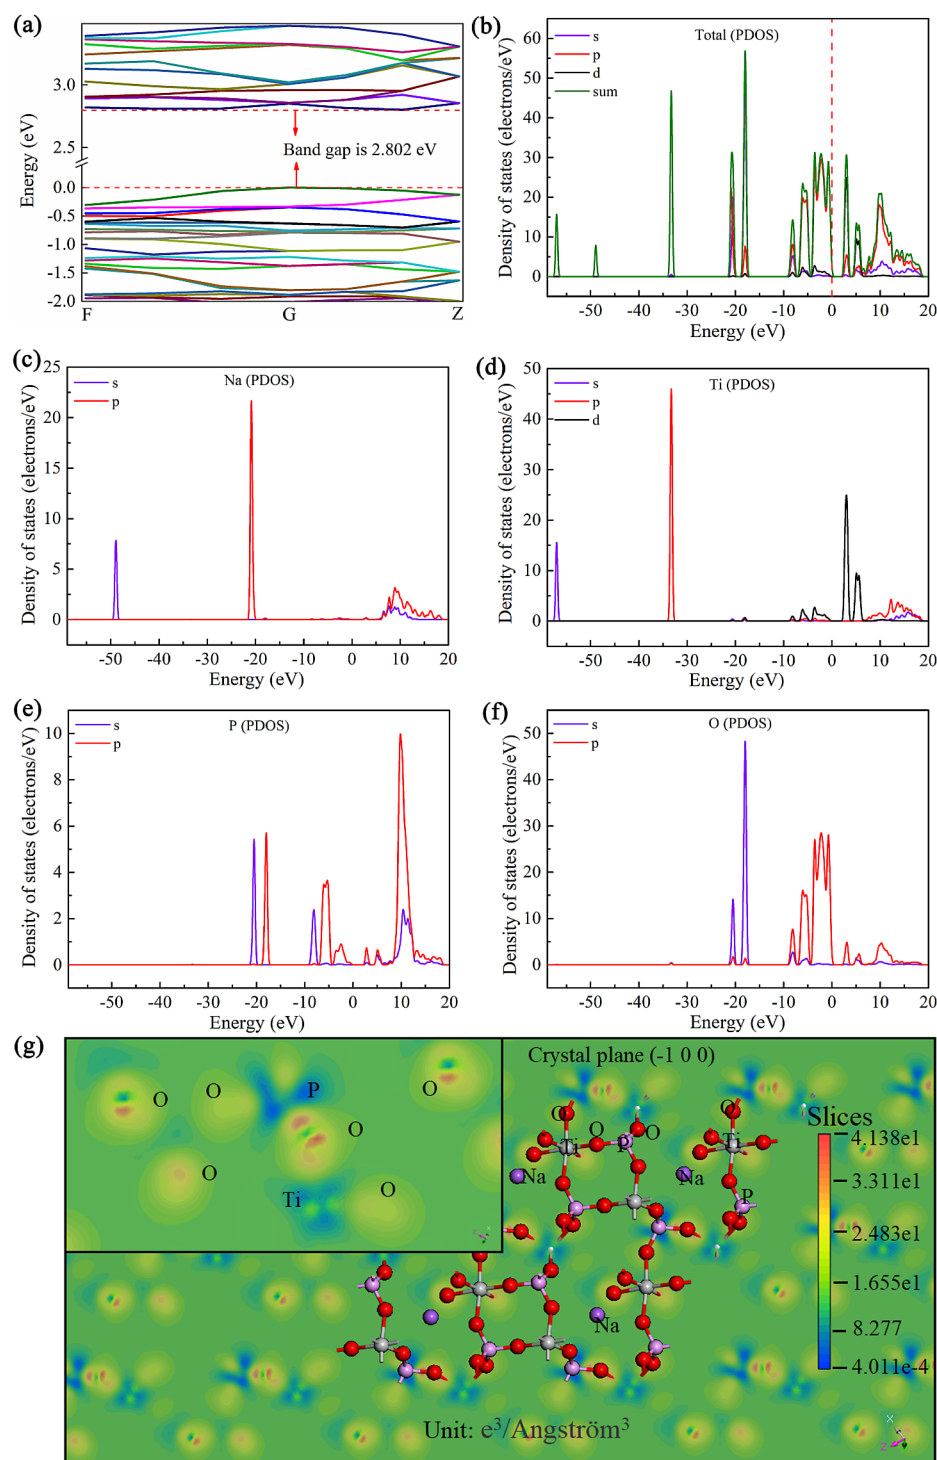 (a)
Energy (eV)
3.0
2.5
0.0
-0.5
-1.0
-1.5
-2.0
Band gap is 2.802 eV
F G Z
(b)
Total (PDOS)
s
p
d
sum
Density of states (electrons/eV)
60
50
40
30
20
10
0
-50 -40 -30 -20 -10 0 10 20
Energy (eV)
(c)
Na (PDOS)
s
p
Density of states (electrons/eV)
25
20
15
10
5
0
-50 -40 -30 -20 -10 0 10 20
Energy (eV)
(d)
Ti (PDOS)
s
p
d
Density of states (electrons/eV)
50
40
30
20
10
0
-50 -40 -30 -20 -10 0 10 20
Energy (eV)
(e)
P (PDOS)
s
p
Density of states (electrons/eV)
10
8
6
4
2
0
-50 -40 -30 -20 -10 0 10 20
Energy (eV)
(f)
O (PDOS)
s
p
Density of states (electrons/eV)
50
40
30
20
10
0
-50 -40 -30 -20 -10 0 10 20
Energy (eV)
(g)
O O P O
O
O
Ti O
Crystal plane (-1 0 0)
O O O
Ti P
Na
O
Ti
Na P
Na
Slices
4.138e1
3.311e1
2.483e1
1.655e1
8.277
4.011e-4
Unit: e³/Angström³
X
Z